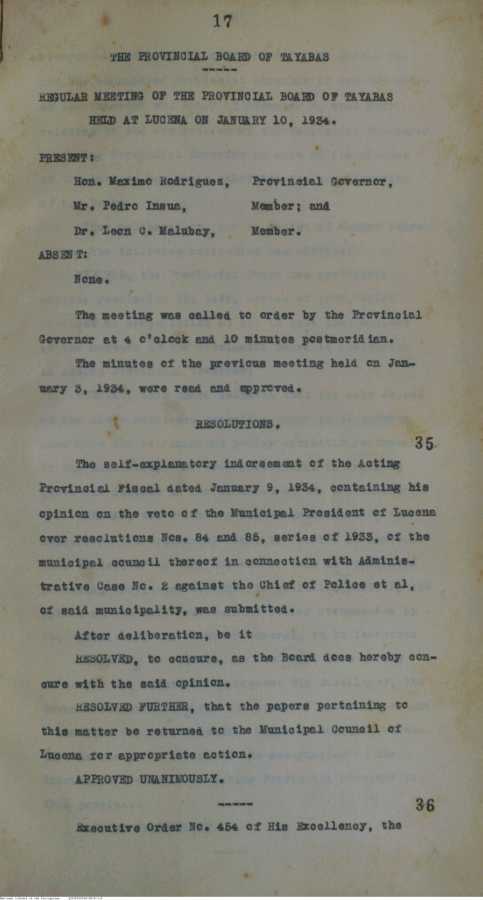 17
THE PROVINCIAL BOARD OF TAYABAS
-----
REGULAR MEETING OF THE PROVINCIAL BOARD OF TAYABAS
HELD AT LUCENA ON JANUARY 10, 1934.
PRESENT:
Hon. Maximo Rodriguez, Provincial Governor,
Mr. Pedro Insua, Member; and
Dr. Leon C. Malubay, Member.
ABSENT:
None.
The meeting was called to order by the Provincial
Governor at 4 o'clock and 10 minutes postmeridian.
The minutes of the previous meeting held on Jan-
uary 3, 1934, were read and approved.
RESOLUTIONS.
35
The self-explanatory indorsement of the Acting
Provincial Fiscal dated January 9, 1934, containing his
opinion on the veto of the Municipal President of Lucena
over resolutions Nos. 84 and 85, series of 1933, of the
municipal council thereof in connection with Adminis-
trative Case No. 2 against the Chief of Police et al,
of said municipality, was submitted.
After deliberation, be it
RESOLVED, to concure, as the Board does hereby con-
cure with the said opinion.
RESOLVED FURTHER, that the papers pertaining to
this matter be returned to the Municipal Council of
Lucena for appropriate action.
APPROVED UNANIMOUSLY.
-----
36
Executive Order No. 454 of His Excellency, the
National Library of the Philippines